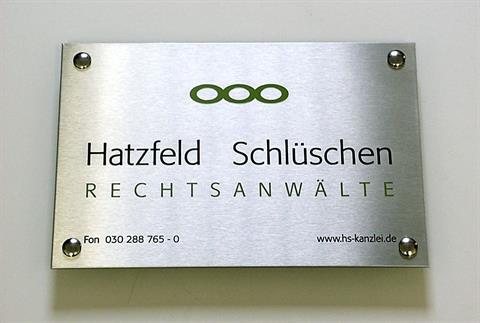 Hatzfeld Schlüschen
RECHTSANWÄLTE
Fon 030 288 765 - 0 www.hs-kanzlei.de